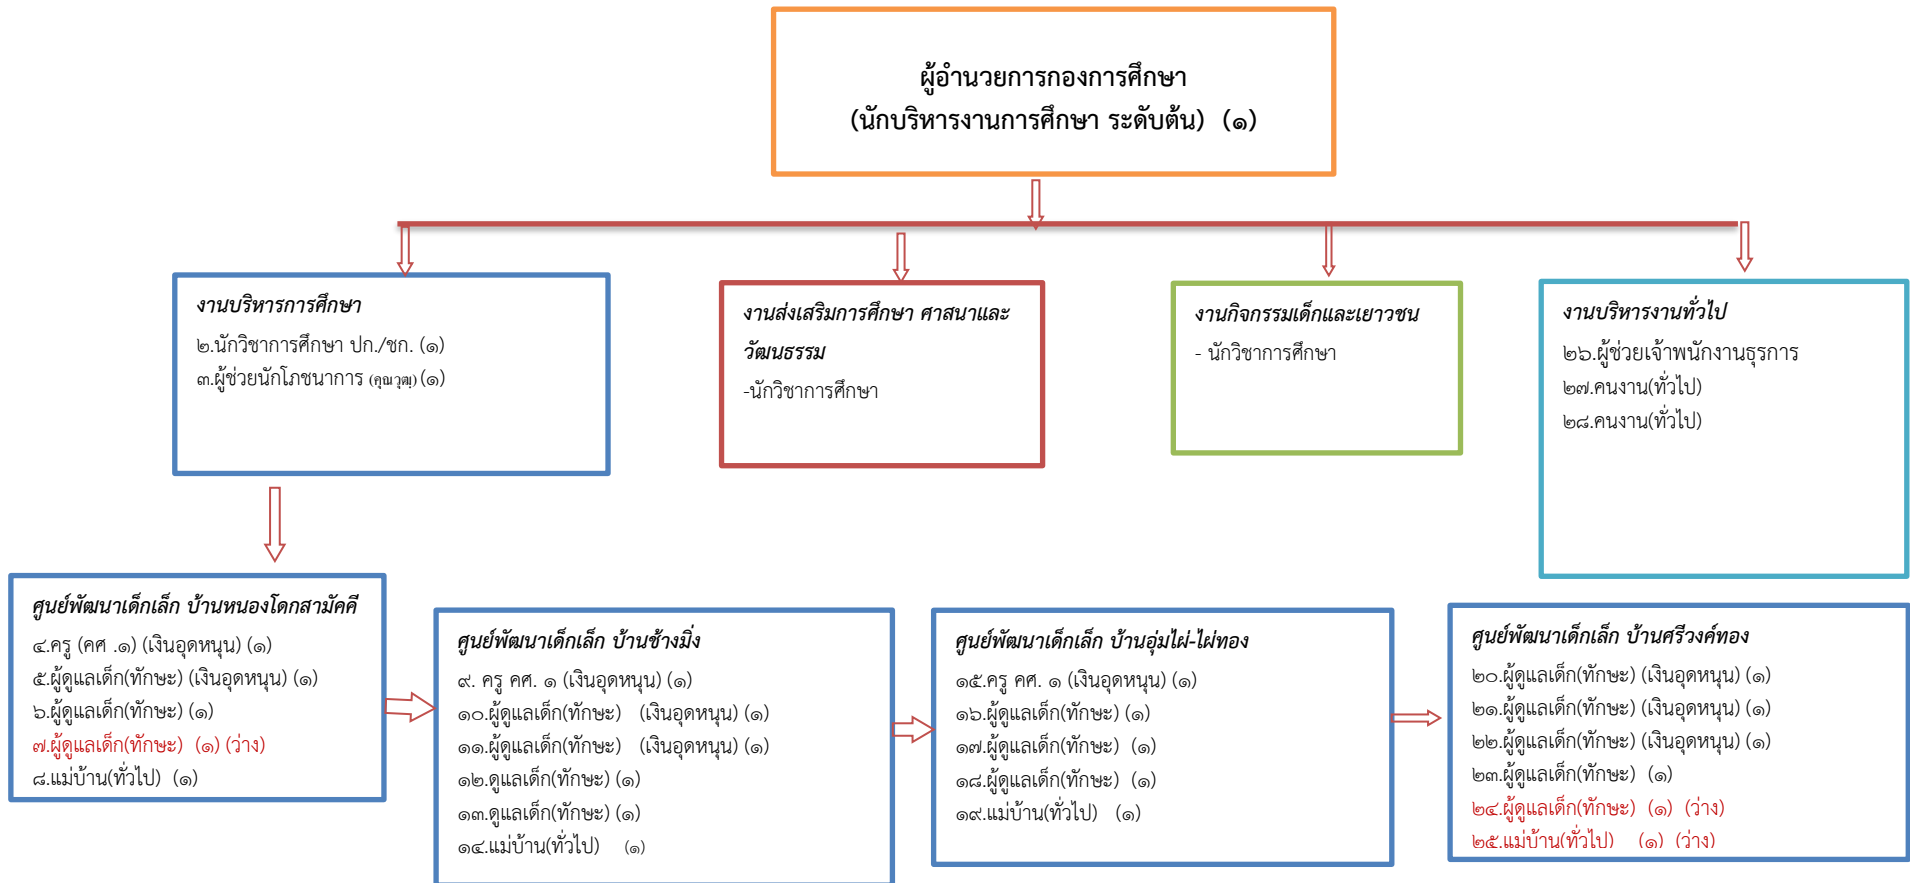 ผู้อำนวยการกองการศึกษา
(นักบริหารงานการศึกษา ระดับต้น) (๑)
งานบริหารการศึกษา
๒.นักวิชาการศึกษา ปก./ชก. (๑)
๓.ผู้ช่วยนักโภชนาการ (คุณวุฒฺ) (๑)
งานส่งเสริมการศึกษา ศาสนาและ
วัฒนธรรม
-นักวิชาการศึกษา
งานกิจกรรมเด็กและเยาวชน
- นักวิชาการศึกษา
งานบริหารงานทั่วไป
๒๖.ผู้ช่วยเจ้าพนักงานธุรการ
๒๗.คนงาน(ทั่วไป)
๒๘.คนงาน(ทั่วไป)
ศูนย์พัฒนาเด็กเล็ก บ้านหนองโดกสามัคคี
๔.ครู (คศ .๑) (เงินอุดหนุน) (๑)
๕.ผู้ดูแลเด็ก(ทักษะ) (เงินอุดหนุน) (๑)
๖.ผู้ดูแลเด็ก(ทักษะ) (๑)
๗.ผู้ดูแลเด็ก(ทักษะ) (๑) (ว่าง)
๘.แม่บ้าน(ทั่วไป) (๑)
ศูนย์พัฒนาเด็กเล็ก บ้านช้างมิ่ง
๙. ครู คศ. ๑ (เงินอุดหนุน) (๑)
๑๐.ผู้ดูแลเด็ก(ทักษะ) (เงินอุดหนุน) (๑)
๑๑.ผู้ดูแลเด็ก(ทักษะ) (เงินอุดหนุน) (๑)
๑๒.ดูแลเด็ก(ทักษะ) (๑)
๑๓.ดูแลเด็ก(ทักษะ) (๑)
๑๔.แม่บ้าน(ทั่วไป) (๑)
ศูนย์พัฒนาเด็กเล็ก บ้านอุ่มไผ่-ไผ่ทอง
๑๕.ครู คศ. ๑ (เงินอุดหนุน) (๑)
๑๖.ผู้ดูแลเด็ก(ทักษะ) (๑)
๑๗.ผู้ดูแลเด็ก(ทักษะ) (๑)
๑๘.ผู้ดูแลเด็ก(ทักษะ) (๑)
๑๙.แม่บ้าน(ทั่วไป) (๑)
ศูนย์พัฒนาเด็กเล็ก บ้านศรีวงค์ทอง
๒๐.ผู้ดูแลเด็ก(ทักษะ) (เงินอุดหนุน) (๑)
๒๑.ผู้ดูแลเด็ก(ทักษะ) (เงินอุดหนุน) (๑)
๒๒.ผู้ดูแลเด็ก(ทักษะ) (เงินอุดหนุน) (๑)
๒๓.ผู้ดูแลเด็ก(ทักษะ) (๑)
๒๔.ผู้ดูแลเด็ก(ทักษะ) (๑) (ว่าง)
๒๕.แม่บ้าน(ทั่วไป) (๑) (ว่าง)